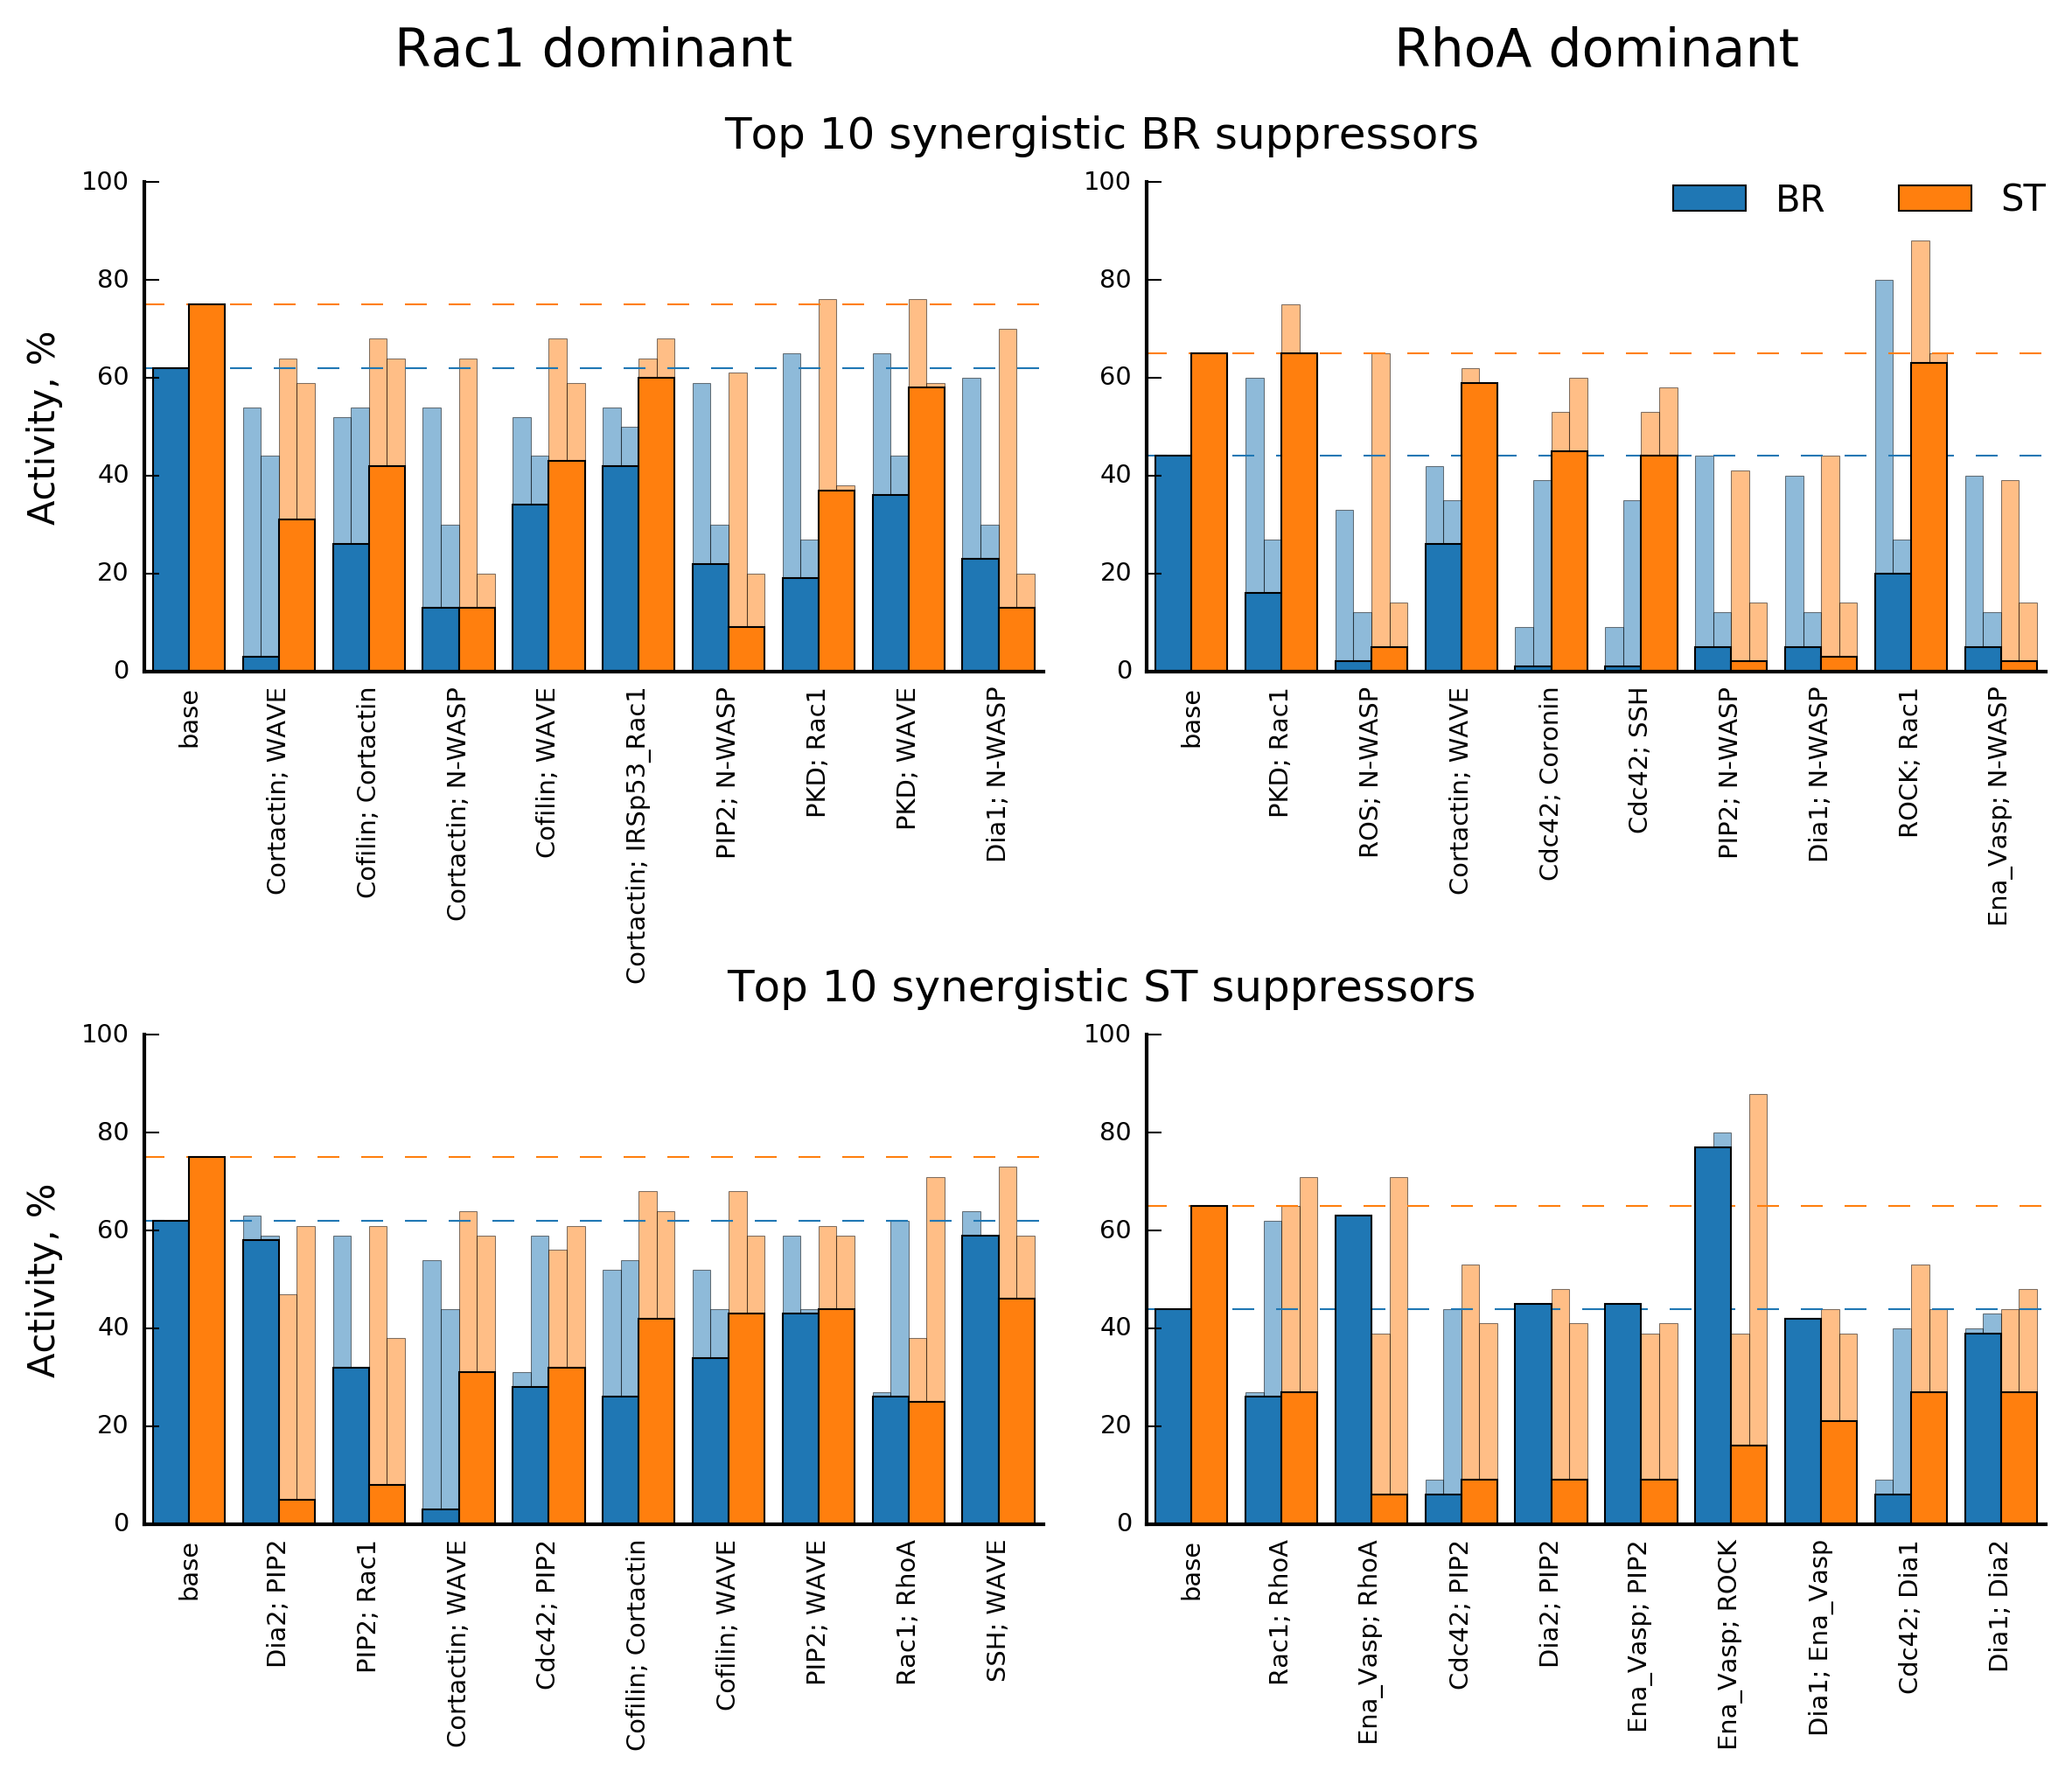 Rac1 dominant
RhoA dominant
Top 10 synergistic BR suppressors
BR
ST
Activity, %
100
80
60
40
20
0
base
Cortactin; WAVE
Cofilin; Cortactin
Cortactin; N-WASP
Cofilin; WAVE
Cortactin; IRSp53_Rac1
PIP2; N-WASP
PKD; Rac1
PKD; WAVE
Dia1; N-WASP
100
80
60
40
20
0
base
PKD; Rac1
ROS; N-WASP
Cortactin; WAVE
Cdc42; Coronin
Cdc42; SSH
PIP2; N-WASP
Dia1; N-WASP
ROCK; Rac1
Ena_Vasp; N-WASP
Top 10 synergistic ST suppressors
Activity, %
100
80
60
40
20
0
base
Dia2; PIP2
PIP2; Rac1
Cortactin; WAVE
Cdc42; PIP2
Cofilin; Cortactin
Cofilin; WAVE
PIP2; WAVE
Rac1; RhoA
SSH; WAVE
100
80
60
40
20
0
base
Rac1; RhoA
Ena_Vasp; RhoA
Cdc42; PIP2
Dia2; PIP2
Ena_Vasp; PIP2
Ena_Vasp; ROCK
Dia1; Ena_Vasp
Cdc42; Dia1
Dia1; Dia2